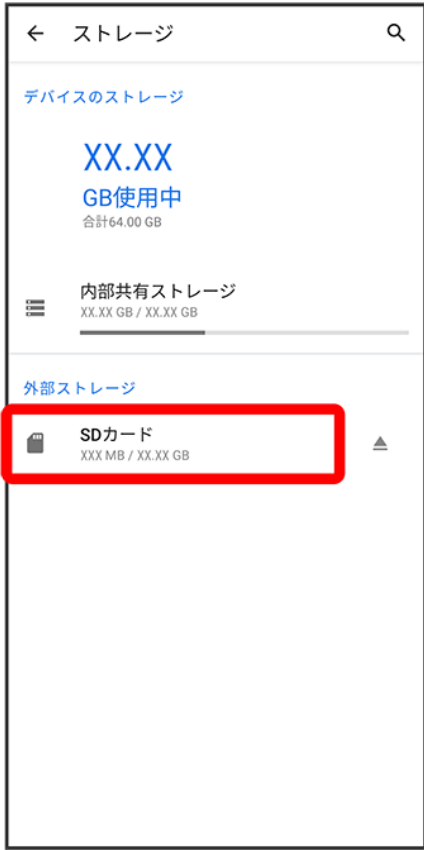 ストレージ
デバイスのストレージ
XX.XX
GB使用中
合計64.00 GB
内部共有ストレージ
XX.XX GB / XX.XX GB
外部ストレージ
SDカード
XXX MB / XX.XX GB